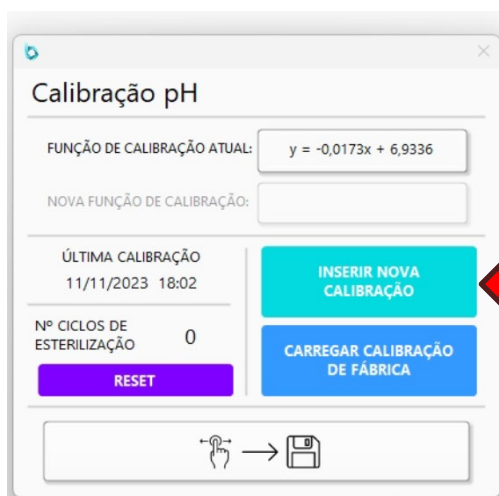 Calibração pH
FUNÇÃO DE CALIBRAÇÃO ATUAL:
y = -0,0173x + 6,9336
NOVA FUNÇÃO DE CALIBRAÇÃO:
ÚLTIMA CALIBRAÇÃO
11/11/2023 18:02
INSERIR NOVA
CALIBRAÇÃO
Nº CICLOS DE
ESTERILIZAÇÃO
0
RESET
CARREGAR CALIBRAÇÃO
DE FÁBRICA